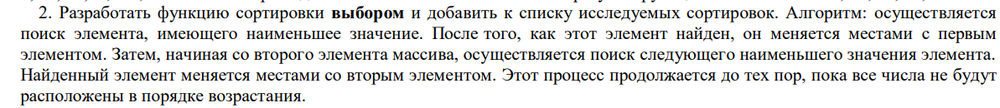 2. Разработать функцию сортировки выбором и добавить к списку исследуемых сортировок. Алгоритм: осуществляется
поиск элемента, имеющего наименьшее значение. После того, как этот элемент найден, он меняется местами с первым
элементом. Затем, начиная со второго элемента массива, осуществляется поиск следующего наименьшего значения элемента.
Найденный элемент меняется местами со вторым элементом. Этот процесс продолжается до тех пор, пока все числа не будут
расположены в порядке возрастания.